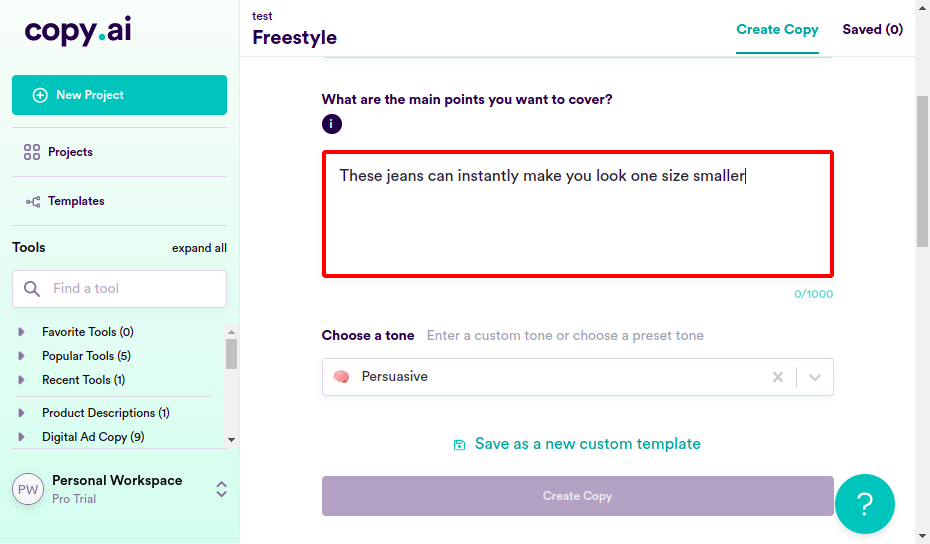 copy.ai
New Project
Projects
Templates
Tools
expand all
Find a tool
Favorite Tools (0)
Popular Tools (5)
Recent Tools (1)
Product Descriptions (1)
Digital Ad Copy (9)
PW
Personal Workspace
Pro Trial
test
Freestyle
Create Copy
Saved (0)
What are the main points you want to cover?
i
These jeans can instantly make you look one size smaller
0/1000
Choose a tone Enter a custom tone or choose a preset tone
Persuasive
Save as a new custom template
Create Copy
?